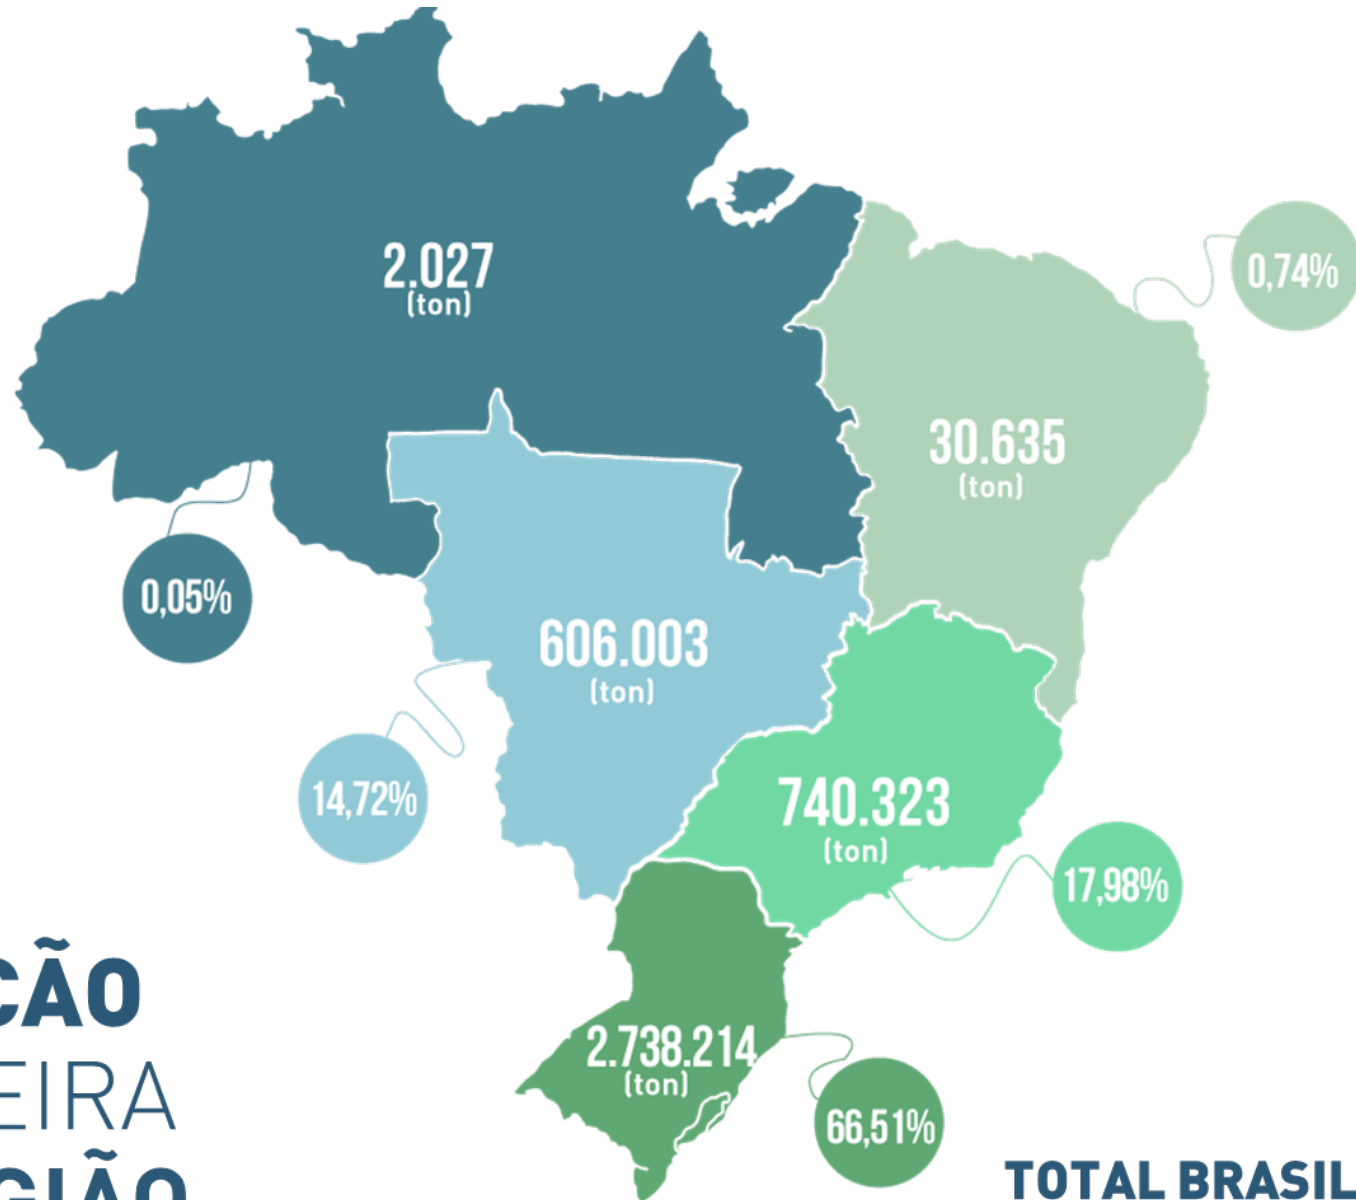 2.027
(ton)
0,74%
30.635
(ton)
0,05%
606.003
(ton)
14,72%
740.323
(ton)
17,98%
ÇÃO
EIRA
GIÃO
2.738.214
(ton)
66,51%
TOTAL BRASIL